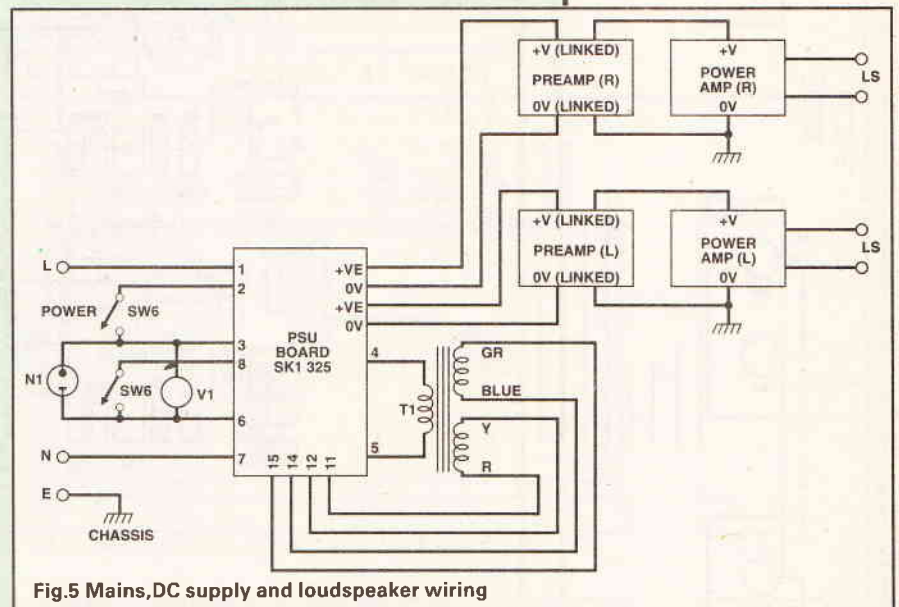 +V (LINKED)
PREAMP (R)
0V (LINKED)
+V
POWER
AMP (R)
0V
LS
+V (LINKED)
PREAMP (L)
0V (LINKED)
+V
POWER
AMP (L)
0V
LS
L
1
2
+VE
0V
+VE
0V
POWER
SW6
PSU
BOARD
SK1 325
3
8
4
GR
N1
SW6
V1
BLUE
T1
6
Y
N
7
5
R
15
14
12
11
E
CHASSIS
Fig.5 Mains,DC supply and loudspeaker wiring